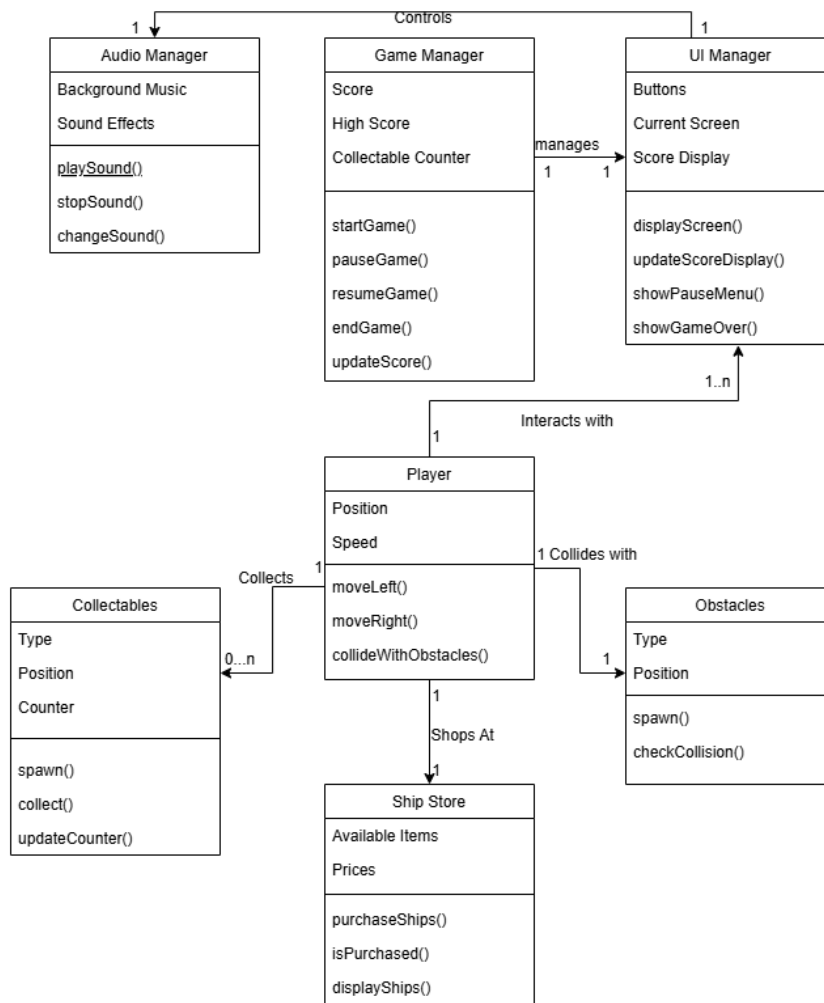 Controls
1
1
Audio Manager
Background Music
Sound Effects
playSound()
stopSound()
changeSound()
Game Manager
Score
High Score
Collectable Counter
startGame()
pauseGame()
resumeGame()
endGame()
updateScore()
manages
1
1
UI Manager
Buttons
Current Screen
Score Display
displayScreen()
updateScoreDisplay()
showPauseMenu()
showGameOver()
1..n
Interacts with
1
Player
Position
Speed
moveLeft()
moveRight()
collideWithObstacles()
1
Collects
0...n
Collectables
Type
Position
Counter
spawn()
collect()
updateCounter()
1 Collides with
1
Obstacles
Type
Position
spawn()
checkCollision()
1
Shops At
1
Ship Store
Available Items
Prices
purchaseShips()
isPurchased()
displayShips()